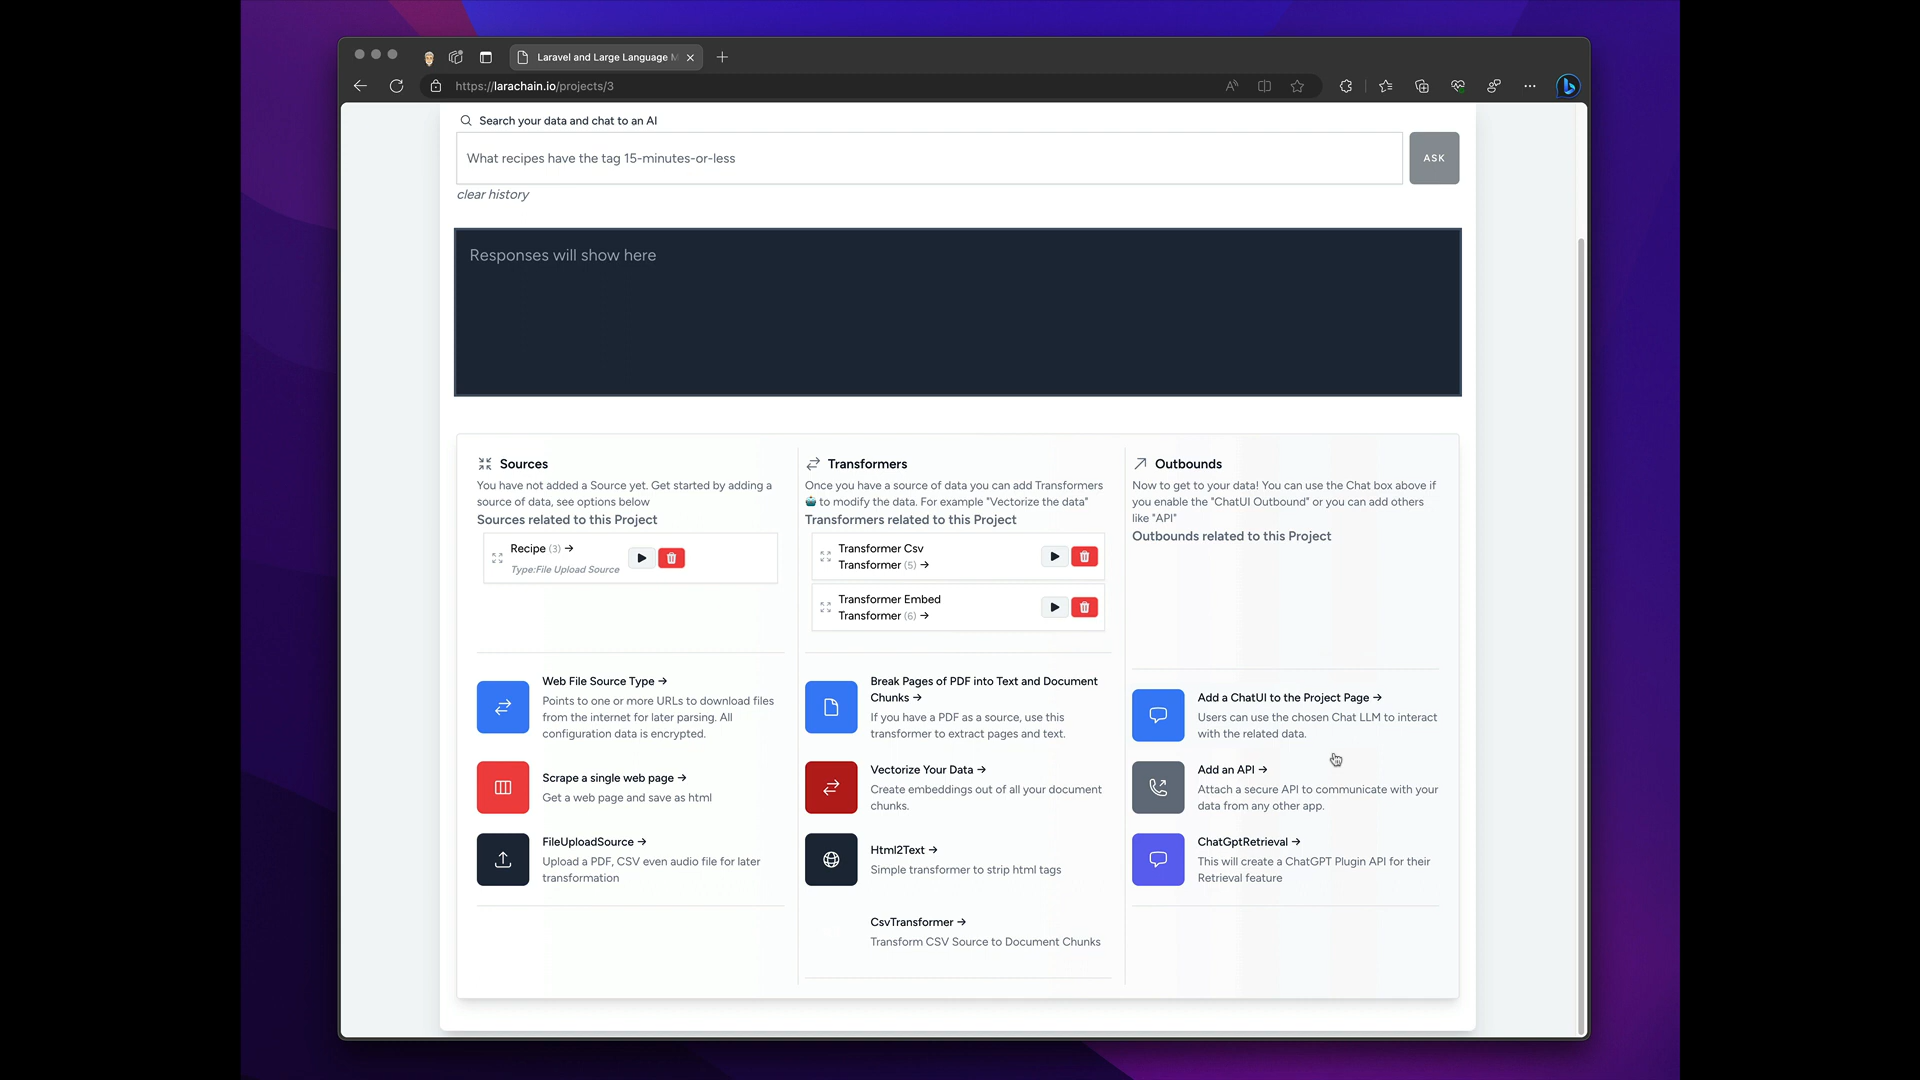 Laravel and Large Language M
https://larachain.io/projects/3
Search your data and chat to an AI
What recipes have the tag 15-minutes-or-less
ASK
clear history
Responses will show here
Sources
You have not added a Source yet. Get started by adding a
source of data, see options below
Sources related to this Project
Recipe (3) →
Type:File Upload Source
Web File Source Type →
Points to one or more URLs to download files
from the internet for later parsing. All
configuration data is encrypted.
Scrape a single web page →
Get a web page and save as html
FileUploadSource →
Upload a PDF, CSV even audio file for later
transformation
Transformers
Once you have a source of data you can add Transformers
🤖 to modify the data. For example "Vectorize the data"
Transformers related to this Project
Transformer Csv
Transformer (5) →
Transformer Embed
Transformer (6) →
Break Pages of PDF into Text and Document
Chunks →
If you have a PDF as a source, use this
transformer to extract pages and text.
Vectorize Your Data →
Create embeddings out of all your document
chunks.
Html2Text →
Simple transformer to strip html tags
CsvTransformer →
Transform CSV Source to Document Chunks
Outbounds
Now to get to your data! You can use the Chat box above if
you enable the "ChatUI Outbound" or you can add others
like "API"
Outbounds related to this Project
Add a ChatUI to the Project Page →
Users can use the chosen Chat LLM to interact
with the related data.
Add an API →
Attach a secure API to communicate with your
data from any other app.
ChatGptRetrieval →
This will create a ChatGPT Plugin API for their
Retrieval feature